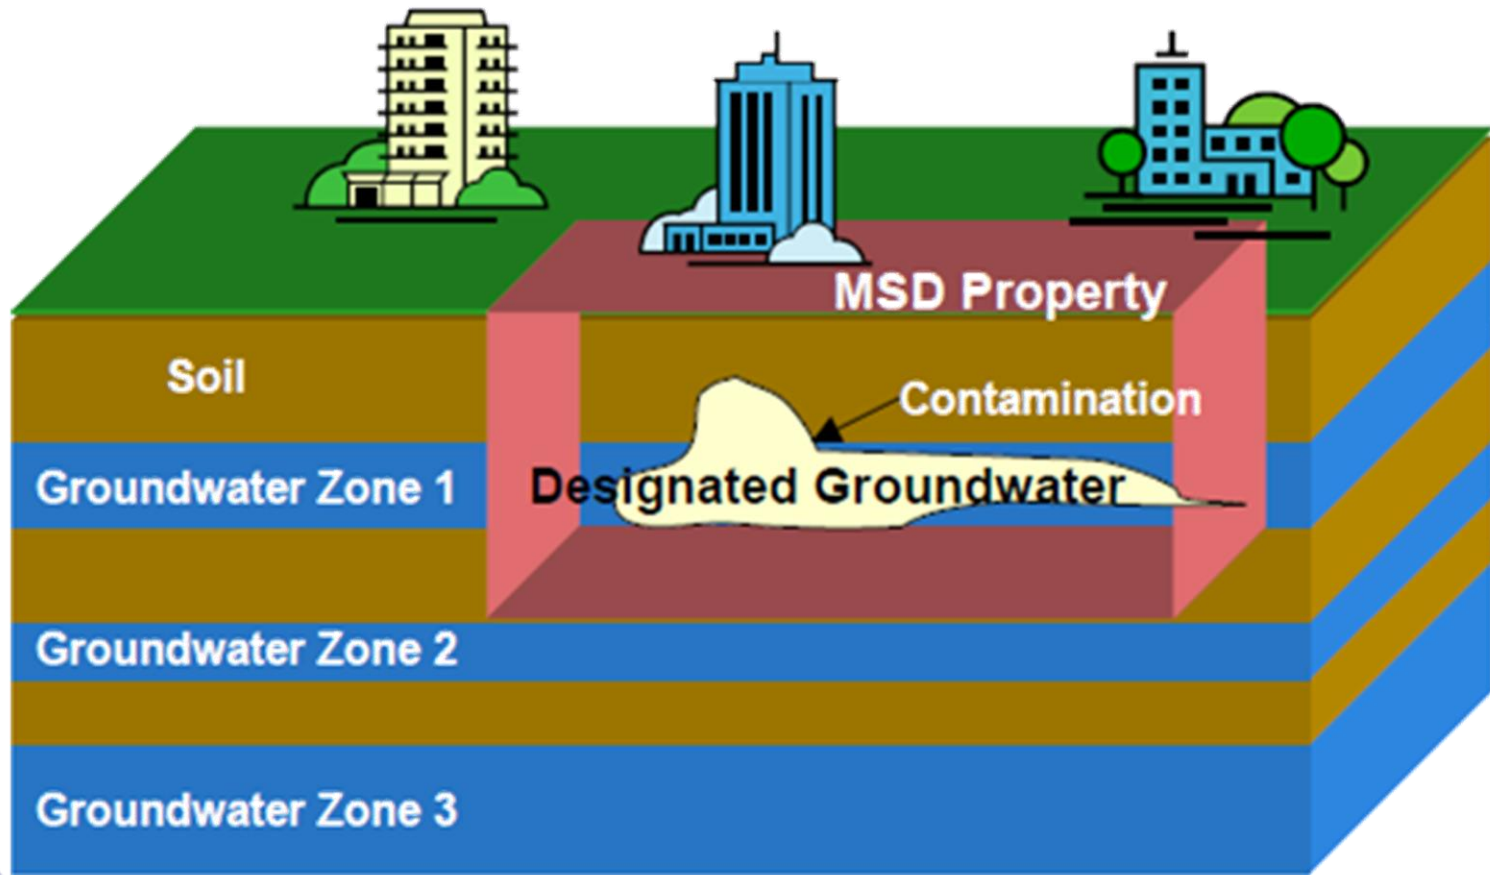 MSD Property
Soil
Contamination
Groundwater Zone 1
Designated Groundwater
Groundwater Zone 2
Groundwater Zone 3